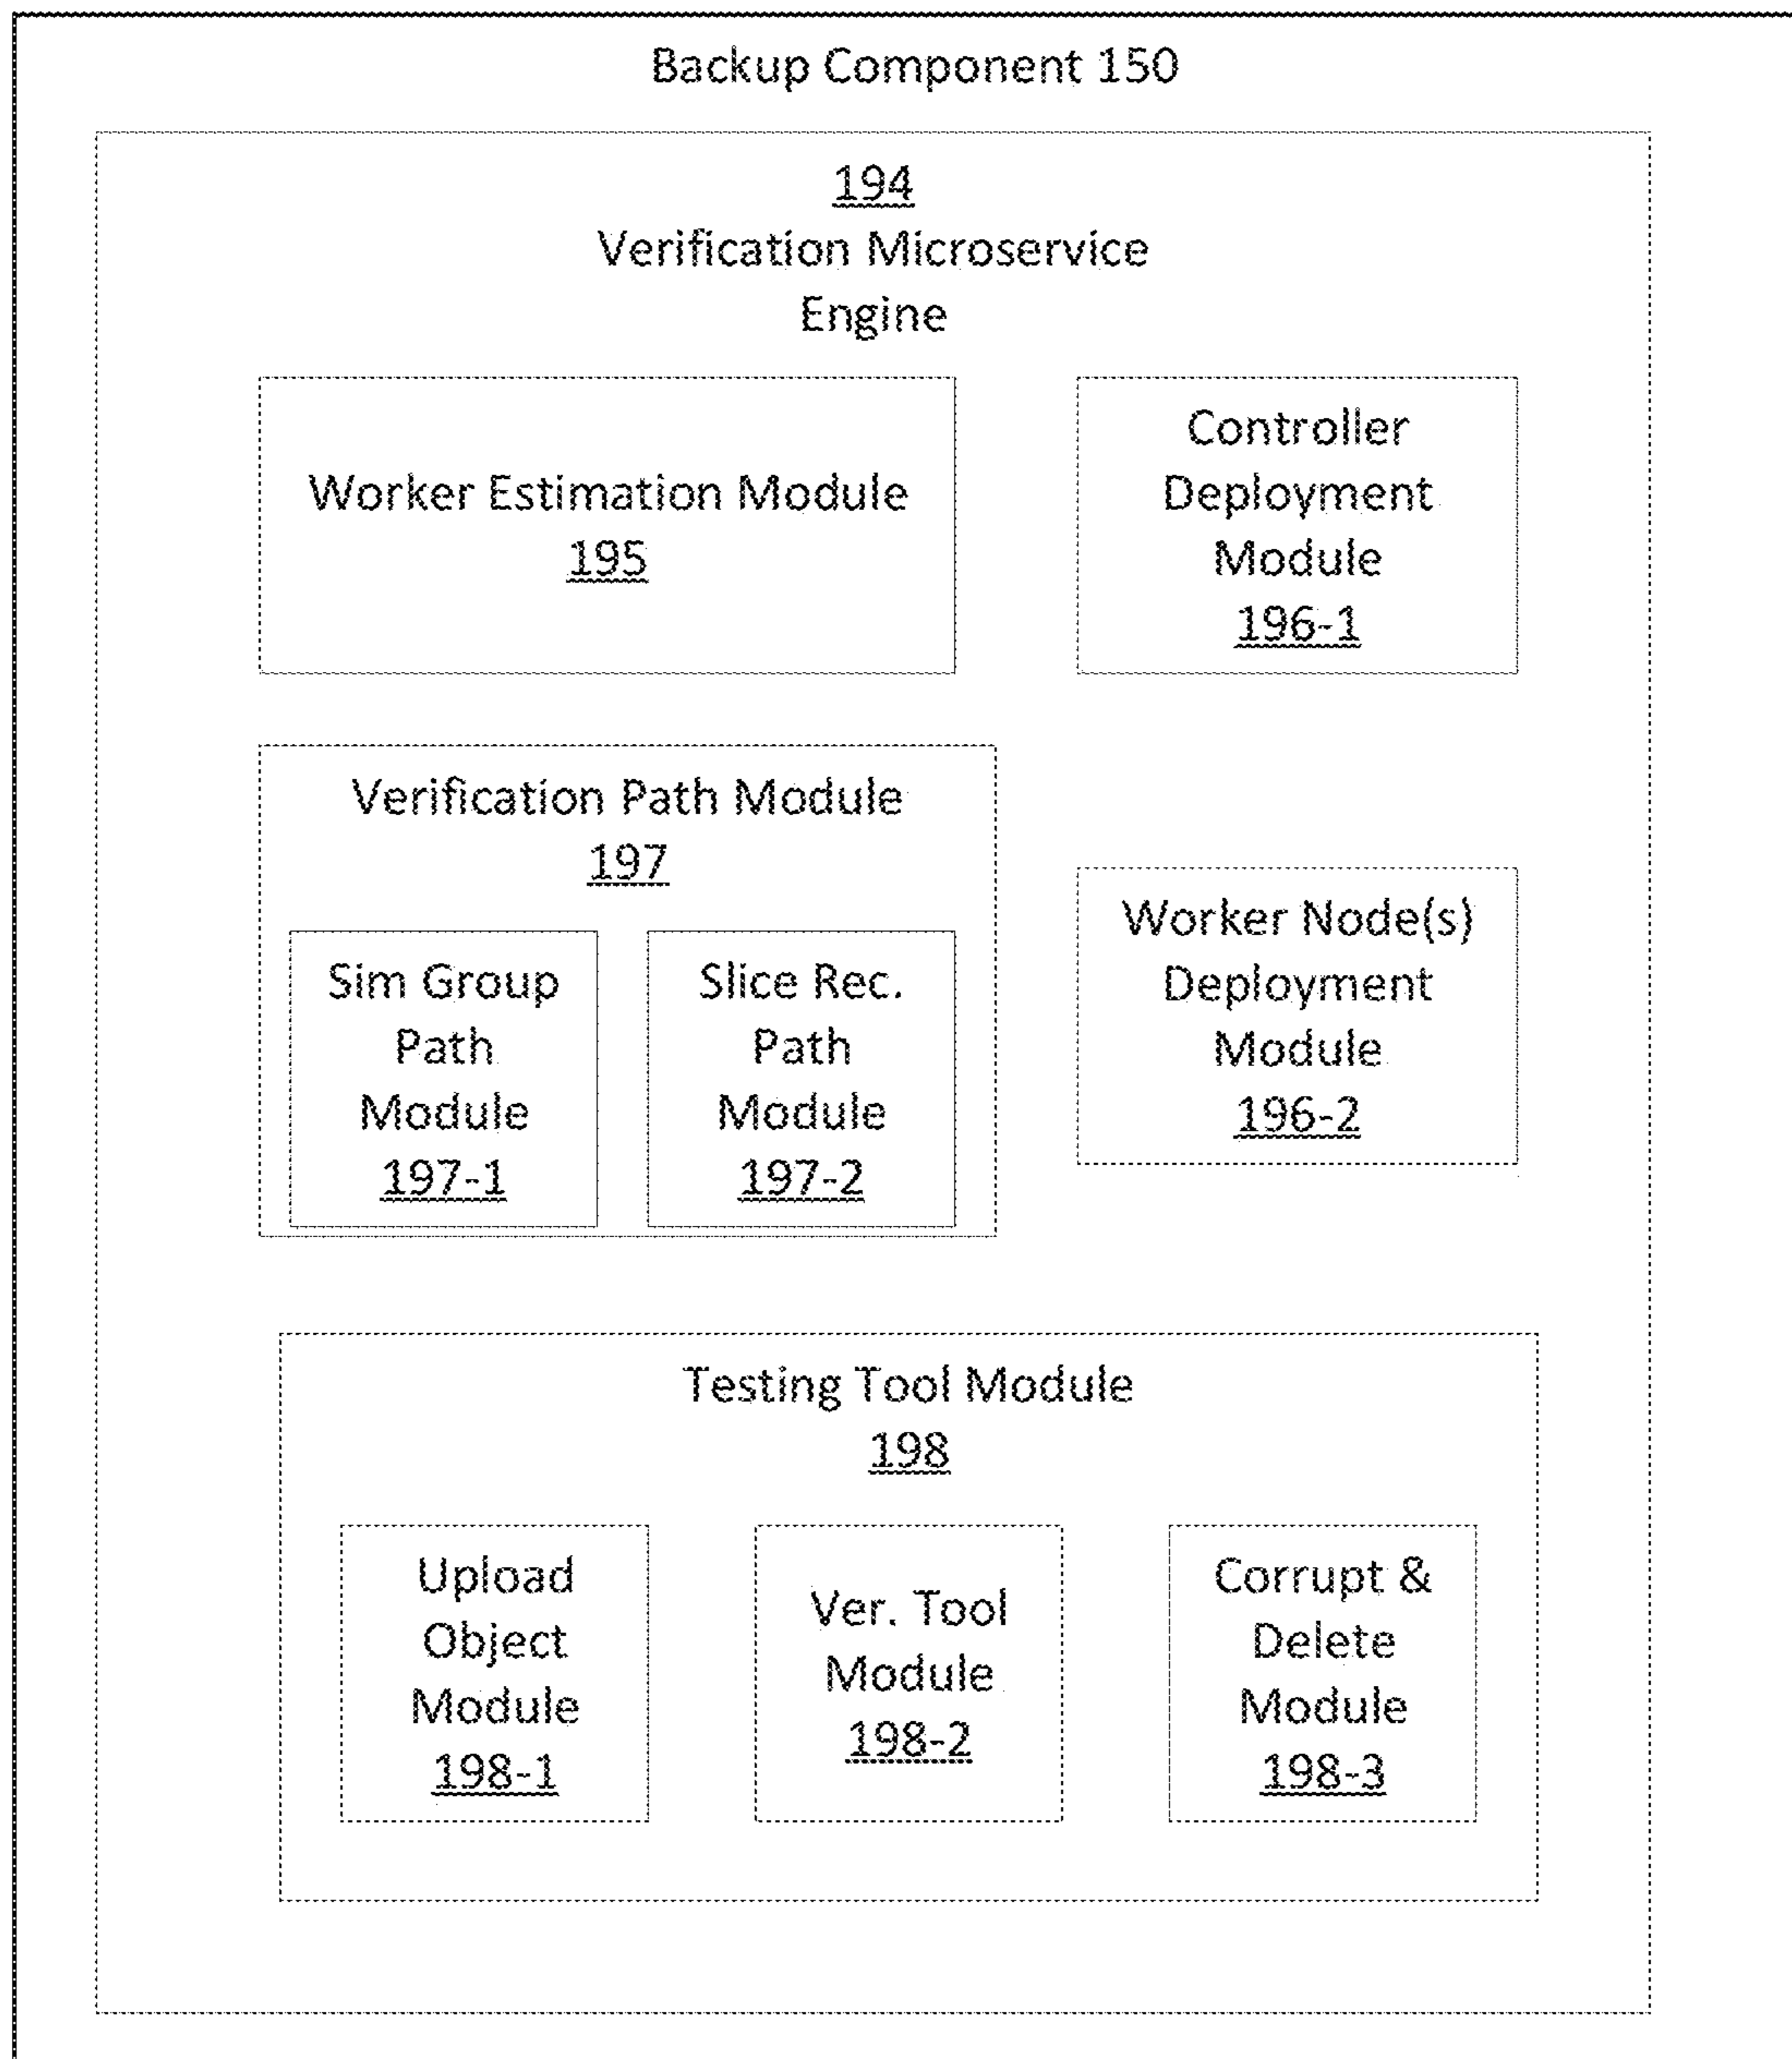 Backup Component 150
194
Verification Microservice
Engine
Worker Estimation Module
195
Controller
Deployment
Module
196-1
Verification Path Module
197
Sim Group
Path
Module
197-1
Slice Rec.
Path
Module
197-2
Worker Node(s)
Deployment
Module
196-2
Testing Tool Module
198
Upload
Object
Module
198-1
Ver. Tool
Module
198-2
Corrupt &
Delete
Module
198-3